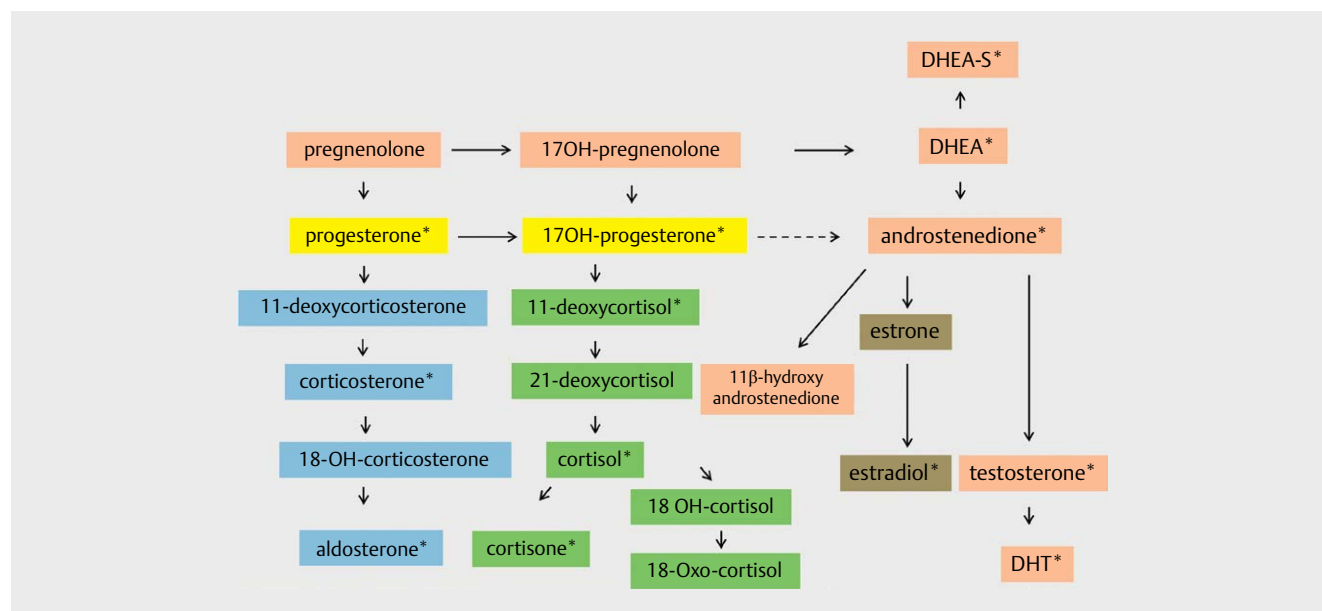 DHEA-S*
pregnenolone
17OH-pregnenolone
DHEA*
progesterone*
17OH-progesterone*
androstenedione*
11-deoxycorticosterone
11-deoxycortisol*
estrone
corticosterone*
21-deoxycortisol
11β-hydroxy
androstenedione
18-OH-corticosterone
cortisol*
estradiol*
testosterone*
18 OH-cortisol
aldosterone*
cortisone*
18-Oxo-cortisol
DHT*